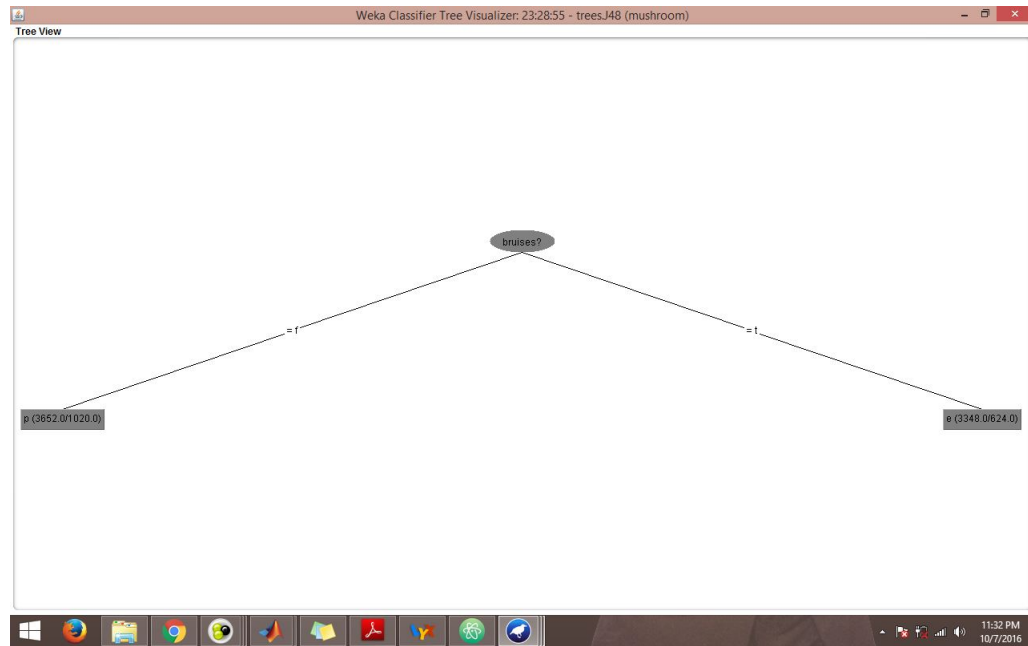 Weka Classifier Tree Visualizer: 23:28:55 - trees.J48 (mushroom)
Tree View
bruises?
= f
= t
p (3652.0/1020.0)
e (3348.0/624.0)
11:32 PM
10/7/2016